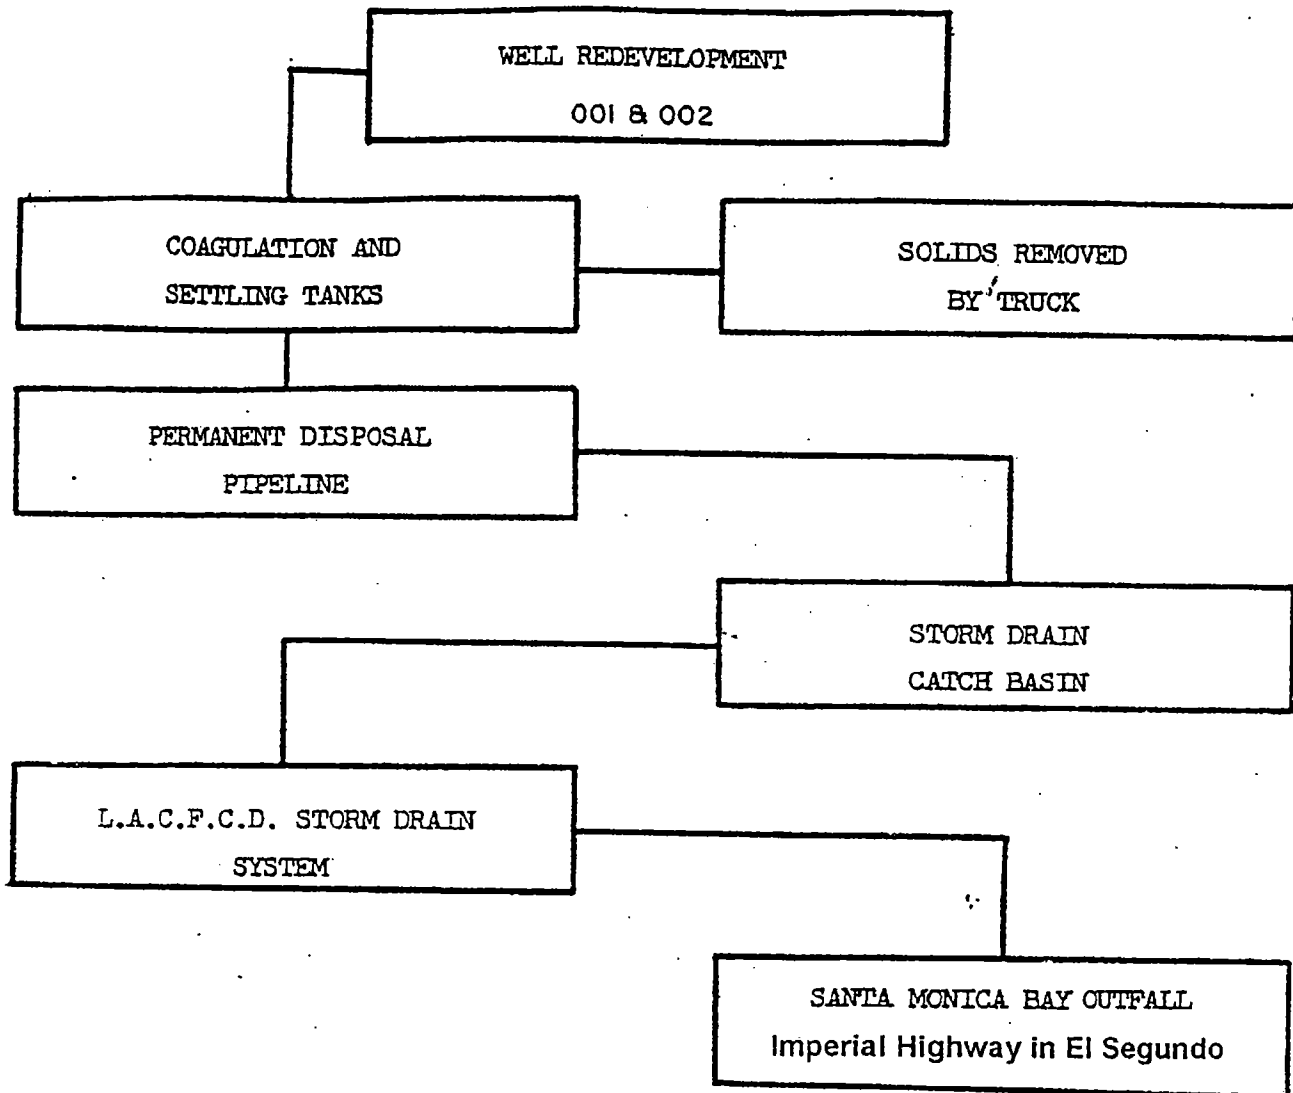 WELL REDEVELOPMENT
001 & 002
COAGULATION AND
SETTLING TANKS
SOLIDS REMOVED
BY TRUCK
PERMANENT DISPOSAL
PIPELINE
STORM DRAIN
CATCH BASIN
L.A.C.F.C.D. STORM DRAIN
SYSTEM
SANTA MONICA BAY OUTFALL
Imperial Highway in El Segundo